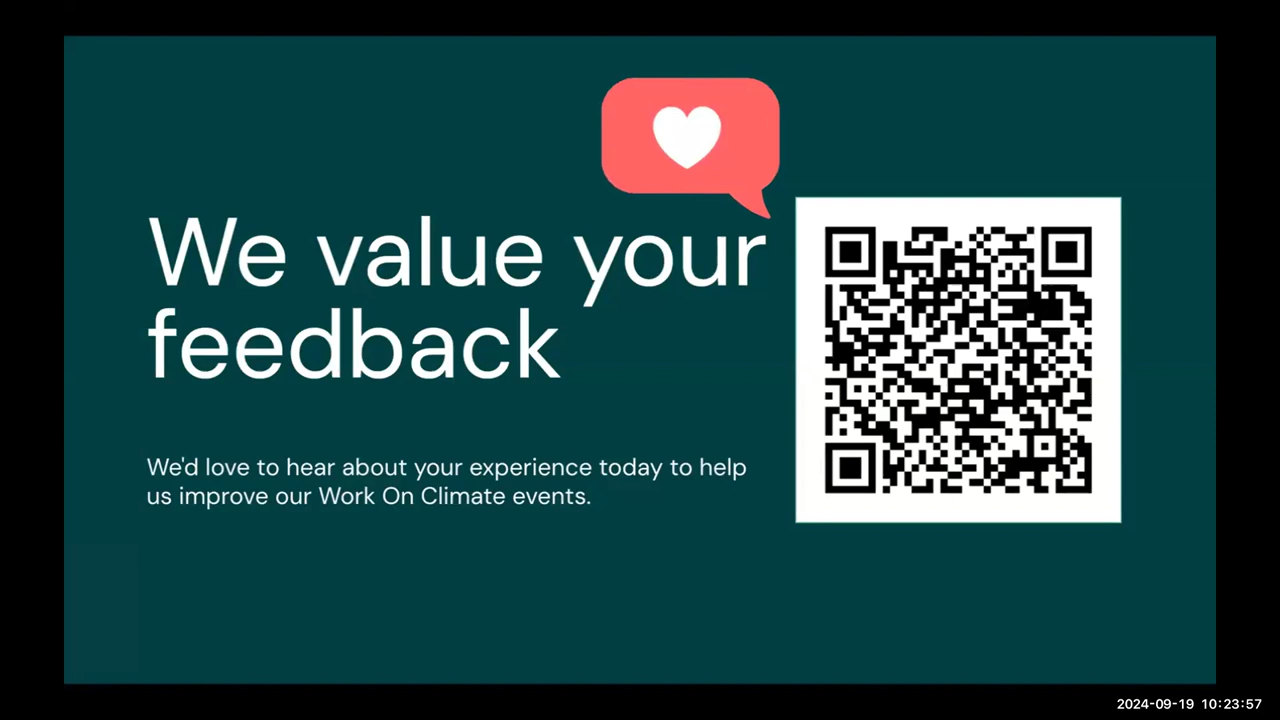 We value your
feedback
We'd love to hear about your experience today to help
us improve our Work On Climate events.
2024-09-19 10:23:57